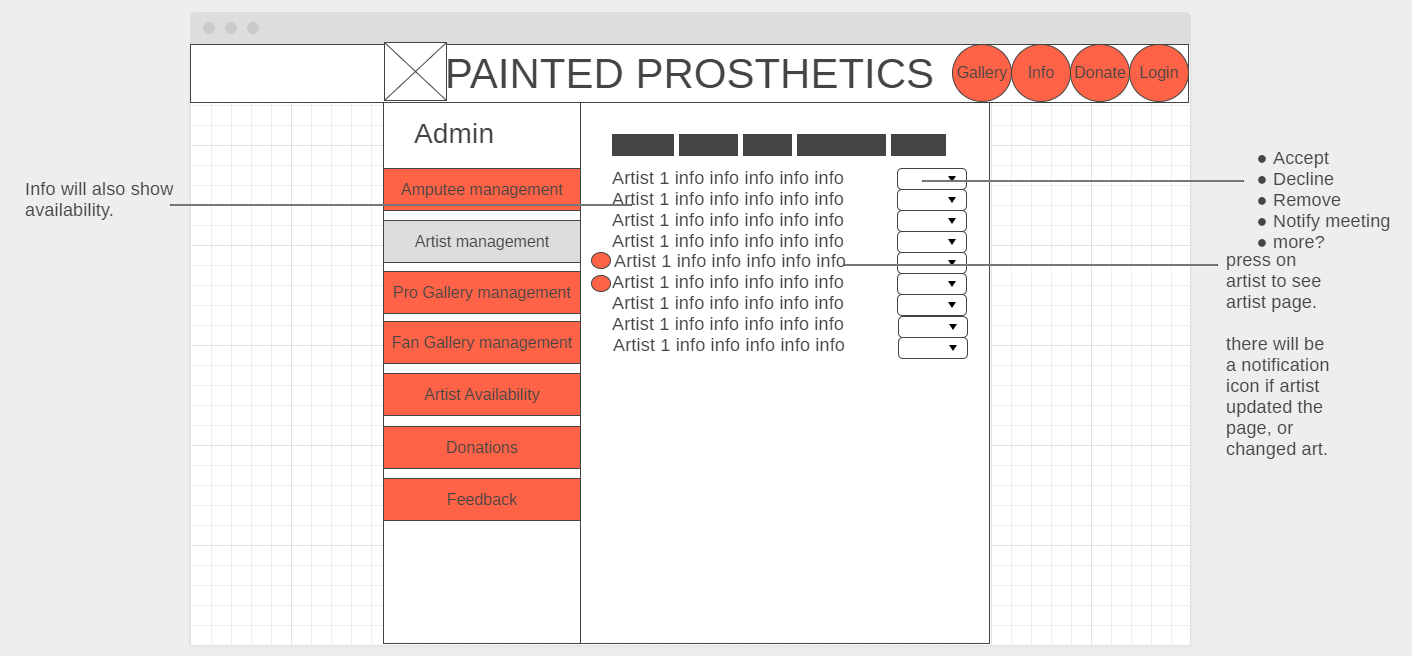 PAINTED PROSTHETICS
Gallery
Info
Donate
Login
Admin
Amputee management
Artist management
Pro Gallery management
Fan Gallery management
Artist Availability
Donations
Feedback
Info will also show
availability.
Artist 1 info info info info info
Artist 1 info info info info info
Artist 1 info info info info info
Artist 1 info info info info info
Artist 1 info info info info info
Artist 1 info info info info info
Artist 1 info info info info info
Artist 1 info info info info info
Artist 1 info info info info info
● Accept
● Decline
● Remove
● Notify meeting
● more?
press on
artist to see
artist page.
there will be
a notification
icon if artist
updated the
page, or
changed art.